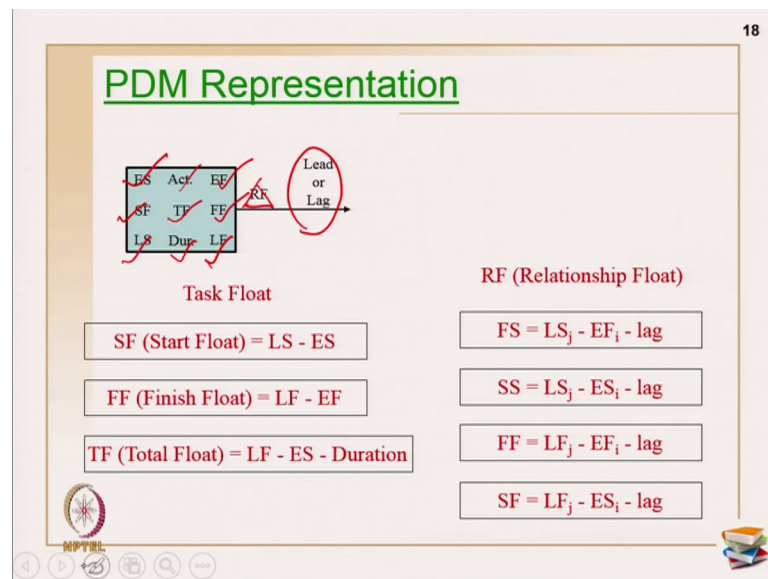 18
PDM Representation
ES Act. EF
SF TF FF
LS Dur. LF
RF
Lead
or
Lag
Task Float
SF (Start Float) = LS - ES
FF (Finish Float) = LF - EF
TF (Total Float) = LF - ES - Duration
RF (Relationship Float)
FS = LSj - EFi - lag
SS = LSj - ESi - lag
FF = LFj - EFi - lag
SF = LFj - ESi - lag
NPTEL